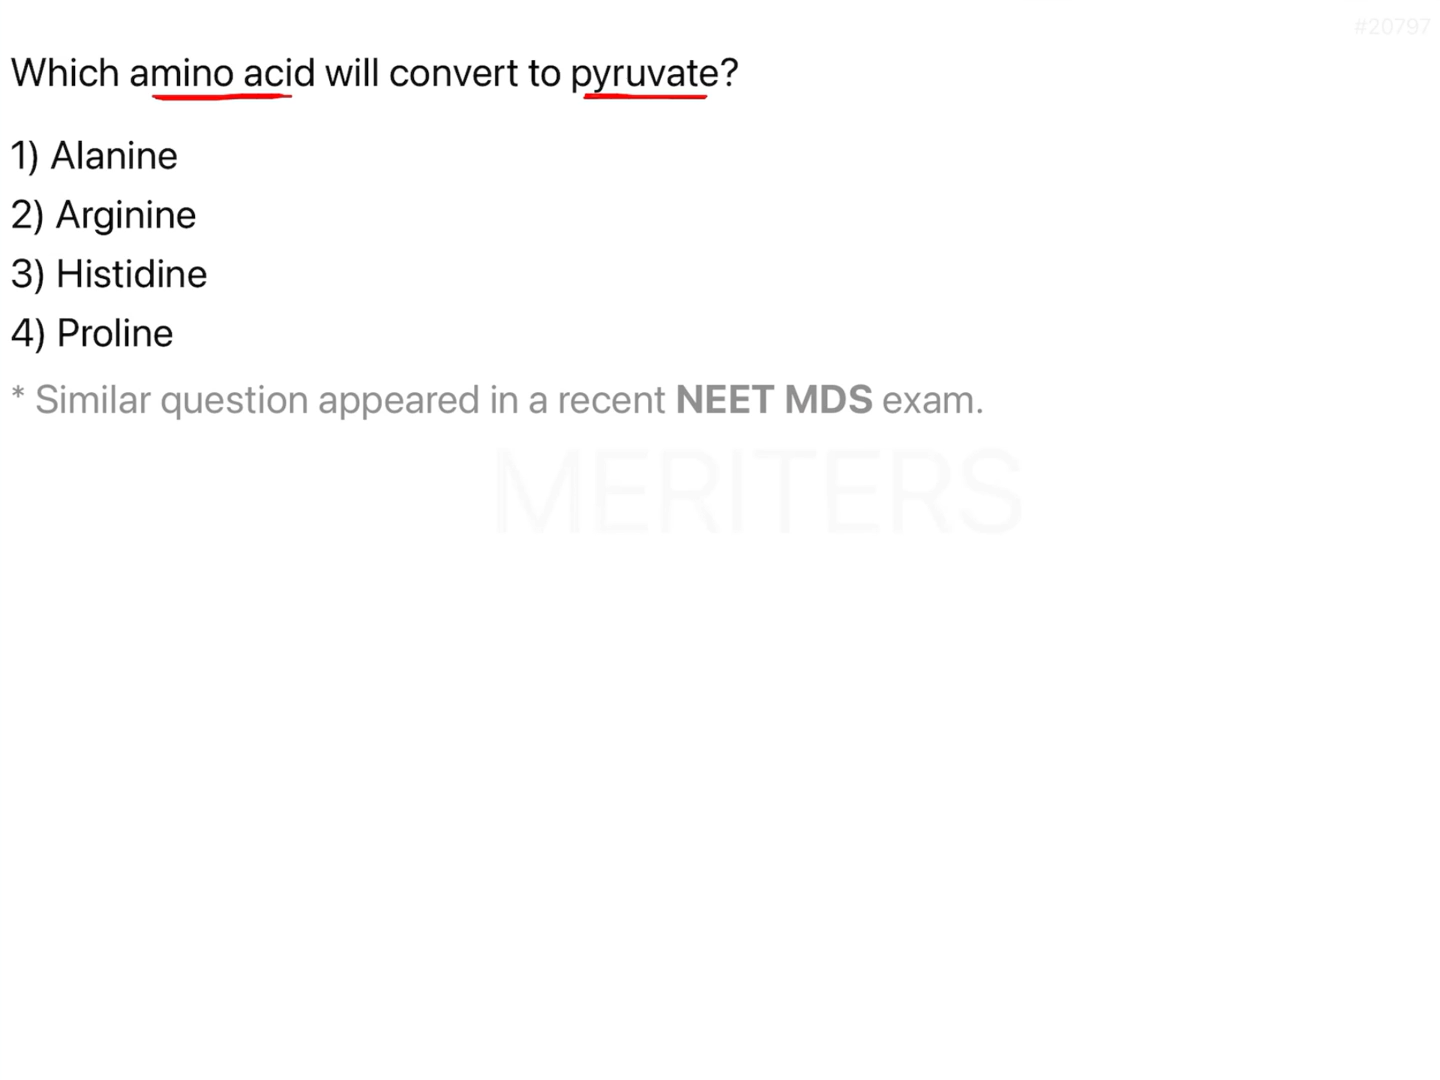 #20797
Which amino acid will convert to pyruvate?
1) Alanine
2) Arginine
3) Histidine
4) Proline
* Similar question appeared in a recent NEET MDS exam.
MERITERS